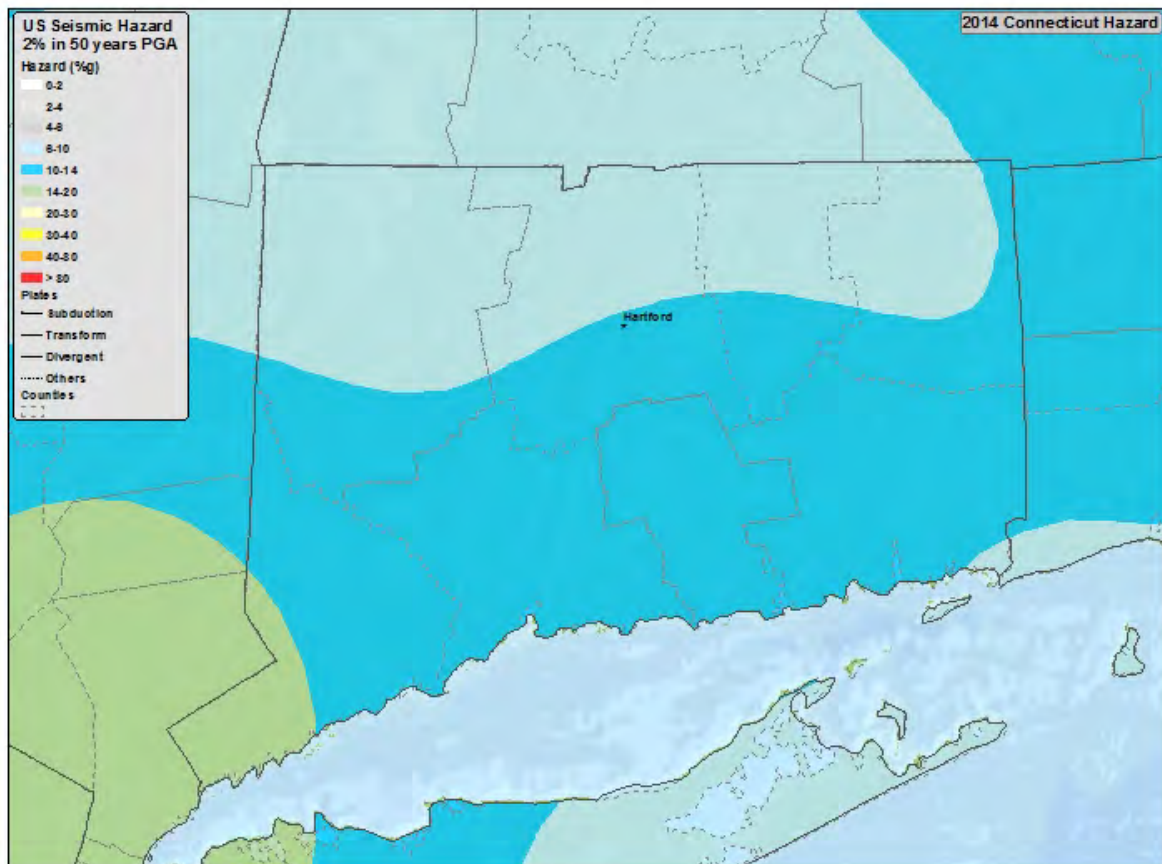 US Seismic Hazard
2% in 50 years PGA
Hazard (%g)
0-2
2-4
4-6
6-10
10-14
14-20
20-30
30-40
40-80
> 80
Plates
Subduction
Transform
Divergent
Others
Counties
2014 Connecticut Hazard
Hartford